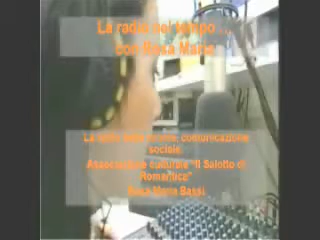 La radio nel tempo ...
con Rosa Maria
La radio come comunicazione
sociale.
Associazione culturale "Il Salotto di
Romantica"
Rosa Maria Bassi